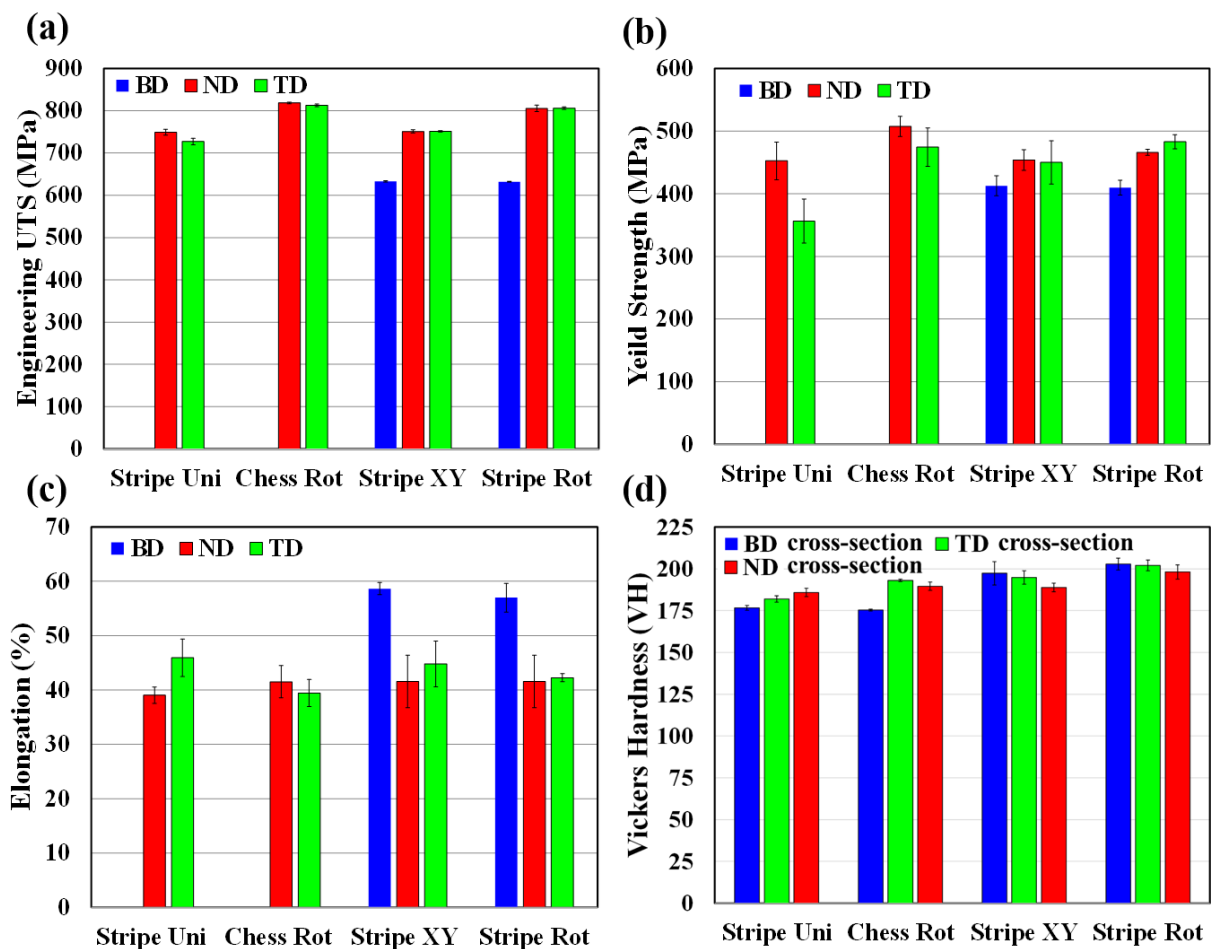 (a)
Engineering UTS (MPa)
900
800
700
600
500
400
300
200
100
0
BD ND TD
Stripe Uni Chess Rot Stripe XY Stripe Rot
(b)
Yeild Strength (MPa)
600
500
400
300
200
100
0
BD ND TD
Stripe Uni Chess Rot Stripe XY Stripe Rot
(c)
Elongation (%)
70
60
50
40
30
20
10
0
BD ND TD
Stripe Uni Chess Rot Stripe XY Stripe Rot
(d)
Vickers Hardness (VH)
225
200
175
150
125
100
75
50
25
0
BD cross-section TD cross-section
ND cross-section
Stripe Uni Chess Rot Stripe XY Stripe Rot